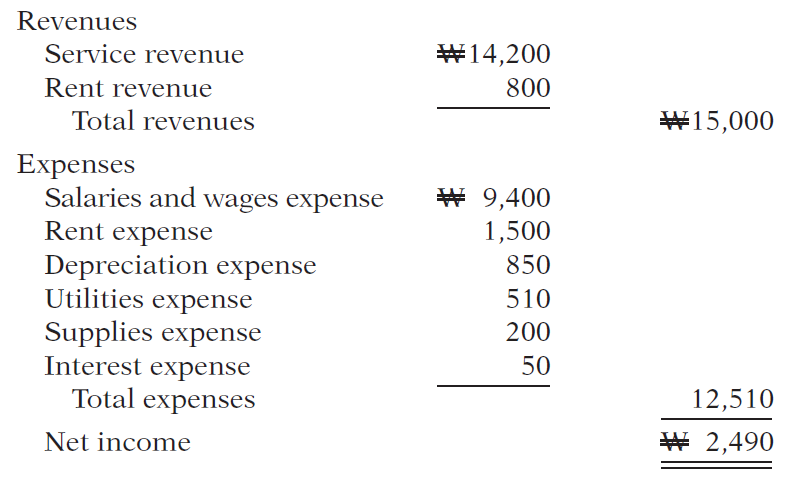 Revenues
Service revenue ₩14,200
Rent revenue 800
Total revenues ₩15,000
Expenses
Salaries and wages expense ₩ 9,400
Rent expense 1,500
Depreciation expense 850
Utilities expense 510
Supplies expense 200
Interest expense 50
Total expenses 12,510
Net income ₩ 2,490